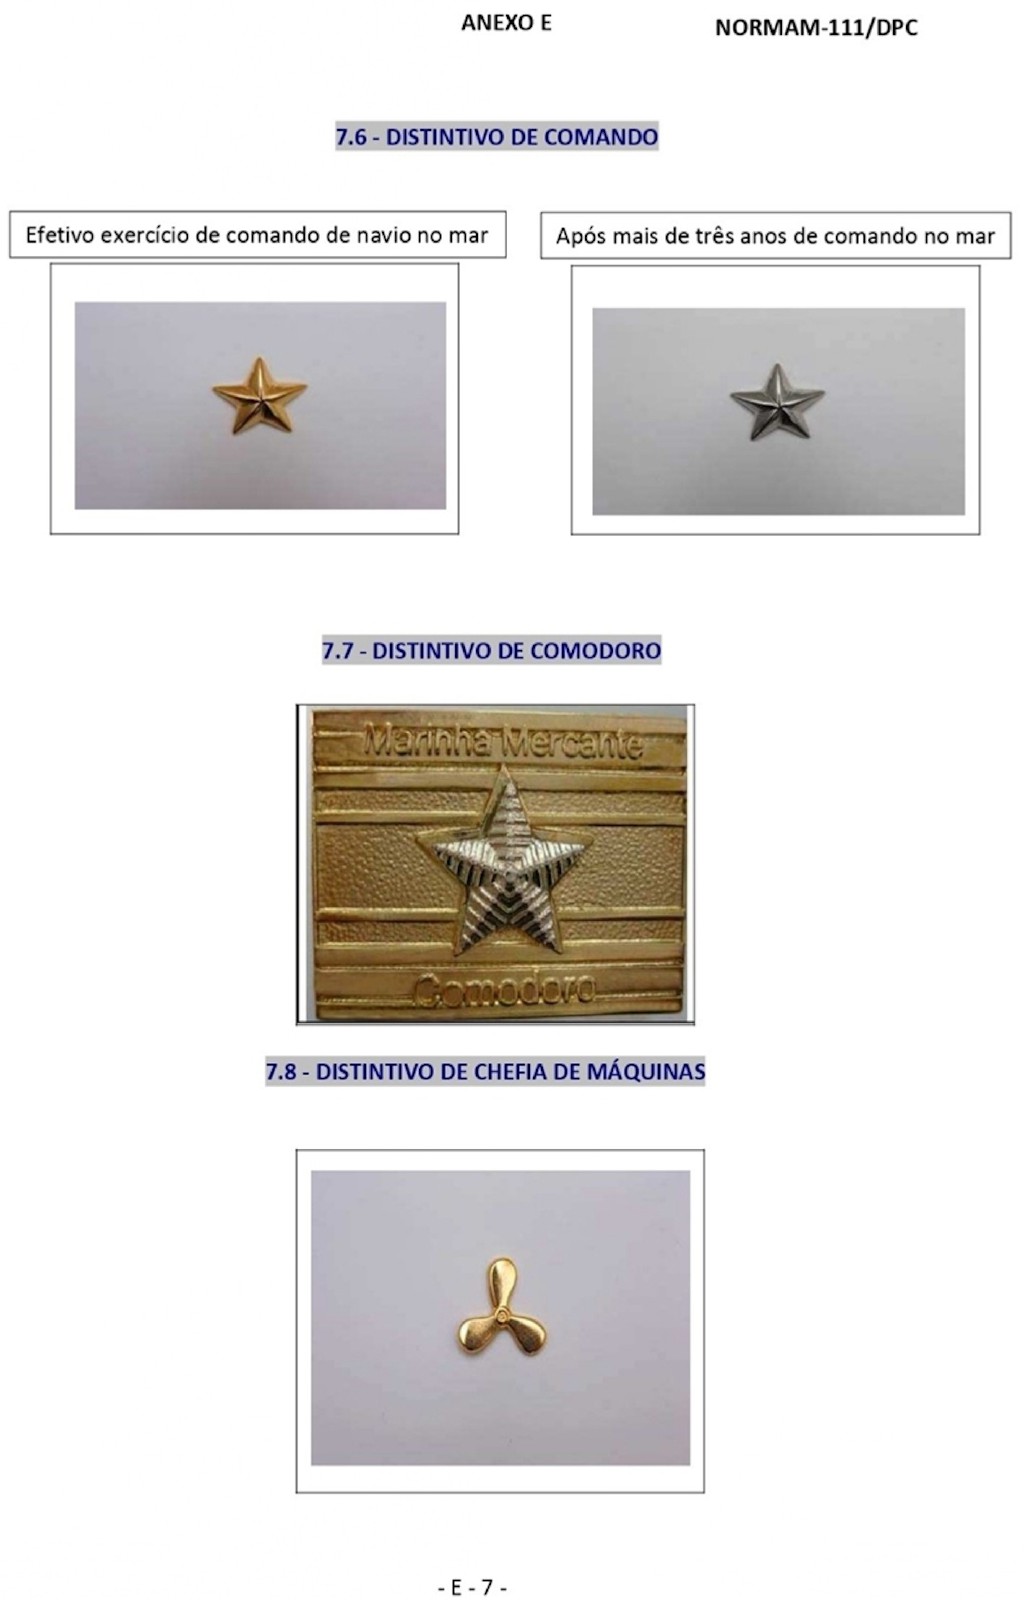 ANEXO E
NORMAM-111/DPC
7.6 - DISTINTIVO DE COMANDO
Efetivo exercício de comando de navio no mar
Após mais de três anos de comando no mar
7.7 - DISTINTIVO DE COMODORO
Marinha Mercante
Comodoro
7.8 - DISTINTIVO DE CHEFIA DE MÁQUINAS
- E - 7 -